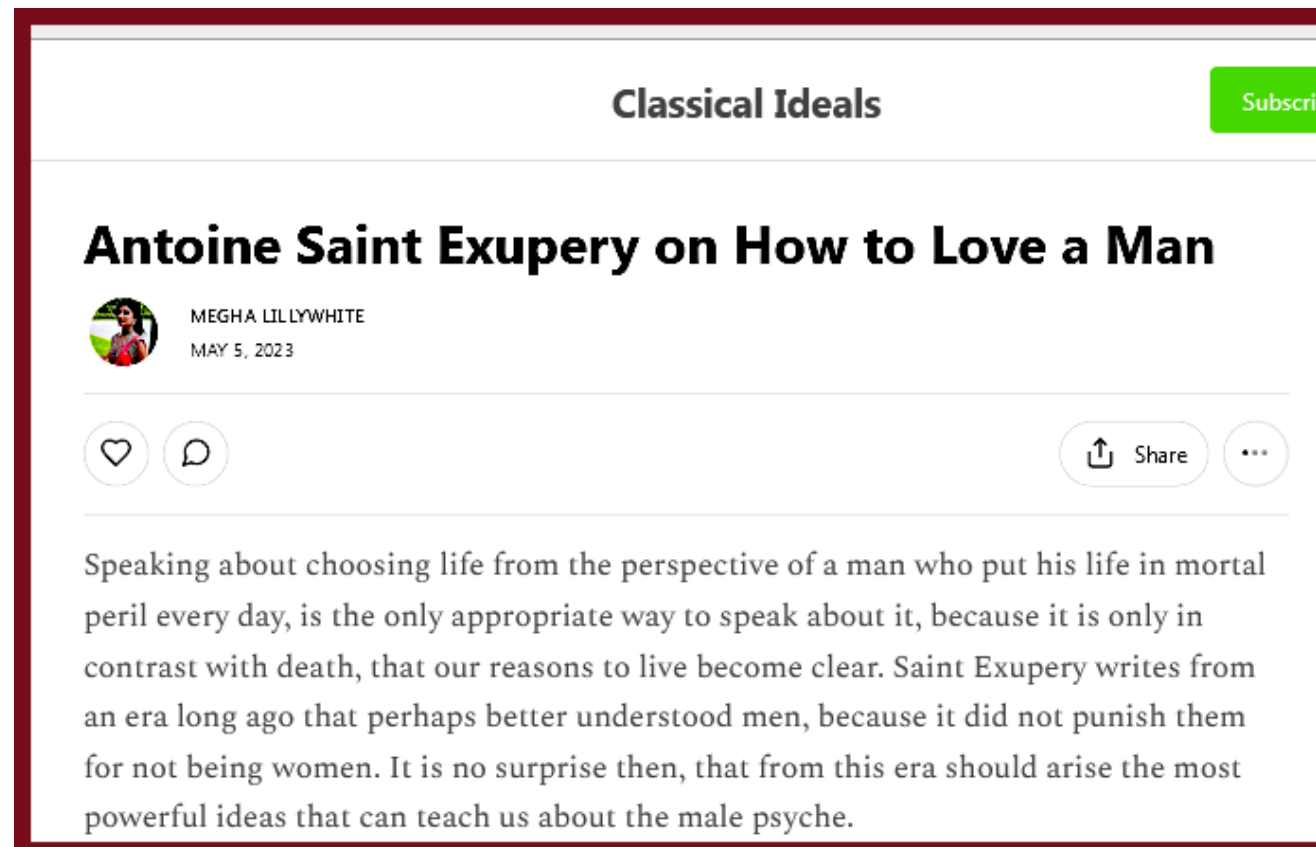 Classical Ideals
Subscri
Antoine Saint Exupery on How to Love a Man
MEGHA LILLYWHITE
MAY 5, 2023
Share
Speaking about choosing life from the perspective of a man who put his life in mortal
peril every day, is the only appropriate way to speak about it, because it is only in
contrast with death, that our reasons to live become clear. Saint Exupery writes from
an era long ago that perhaps better understood men, because it did not punish them
for not being women. It is no surprise then, that from this era should arise the most
powerful ideas that can teach us about the male psyche.